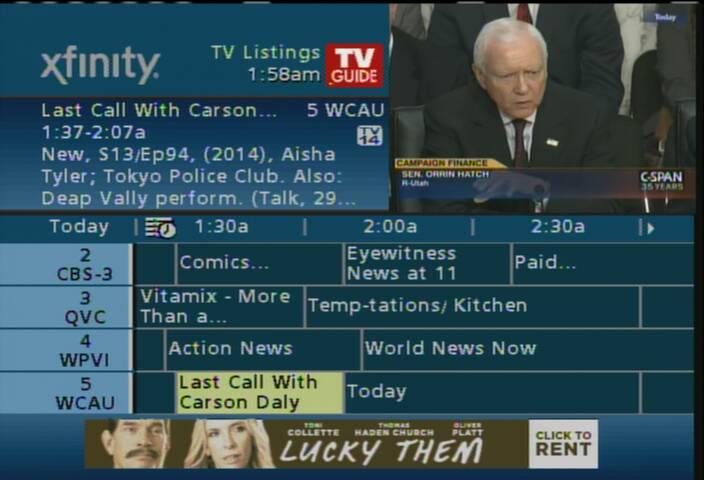 Today
xfinity
TV Listings
1:58am
TV
GUIDE
Last Call With Carson... 5 WCAU
1:37-2:07a
TV
14
New, S13/Ep94, (2014), Aisha
Tyler; Tokyo Police Club. Also:
Deap Vally perform. (Talk, 29...
CAMPAIGN FINANCE
SEN. ORRIN HATCH
R-Utah
C-SPAN
35 YEARS
Today 1:30a 2:00a 2:30a
2
CBS-3
Comics...
Eyewitness
News at 11
Paid...
3
QVC
Vitamix - More
Than a...
Temp-tations/ Kitchen
4
WPVI
Action News
World News Now
5
WCAU
Last Call With
Carson Daly
Today
TONI
COLLETTE
THOMAS
HADEN CHURCH
OLIVER
PLATT
LUCKY THEM
CLICK TO
RENT